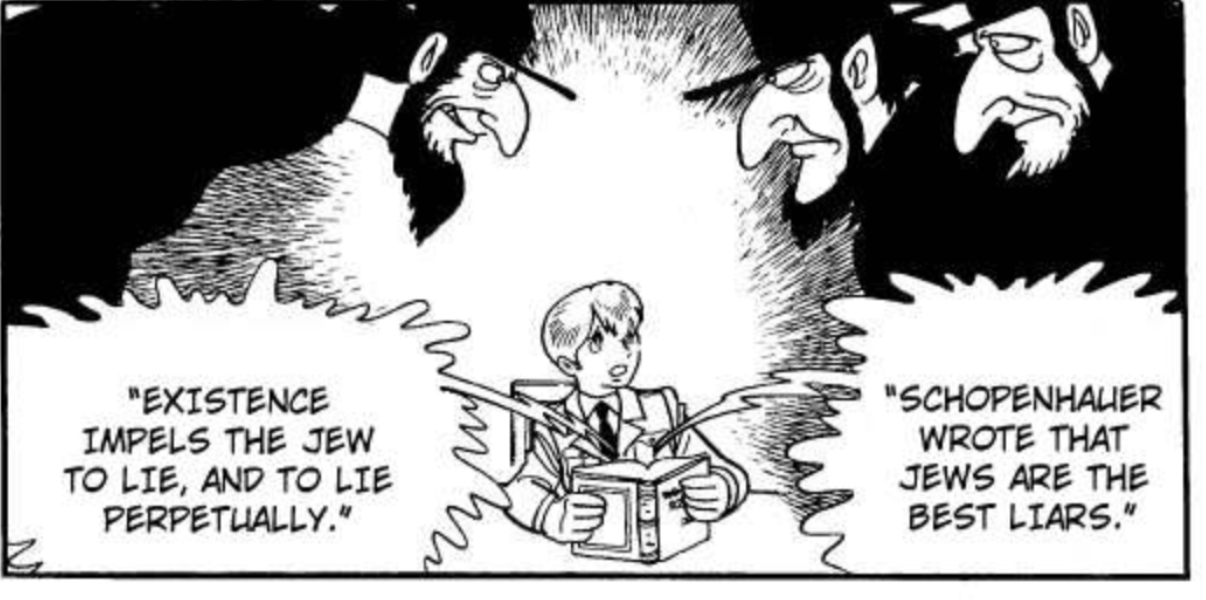 "EXISTENCE
IMPELS THE JEW
TO LIE, AND TO LIE
PERPETUALLY."
"SCHOPENHAUER
WROTE THAT
JEWS ARE THE
BEST LIARS."